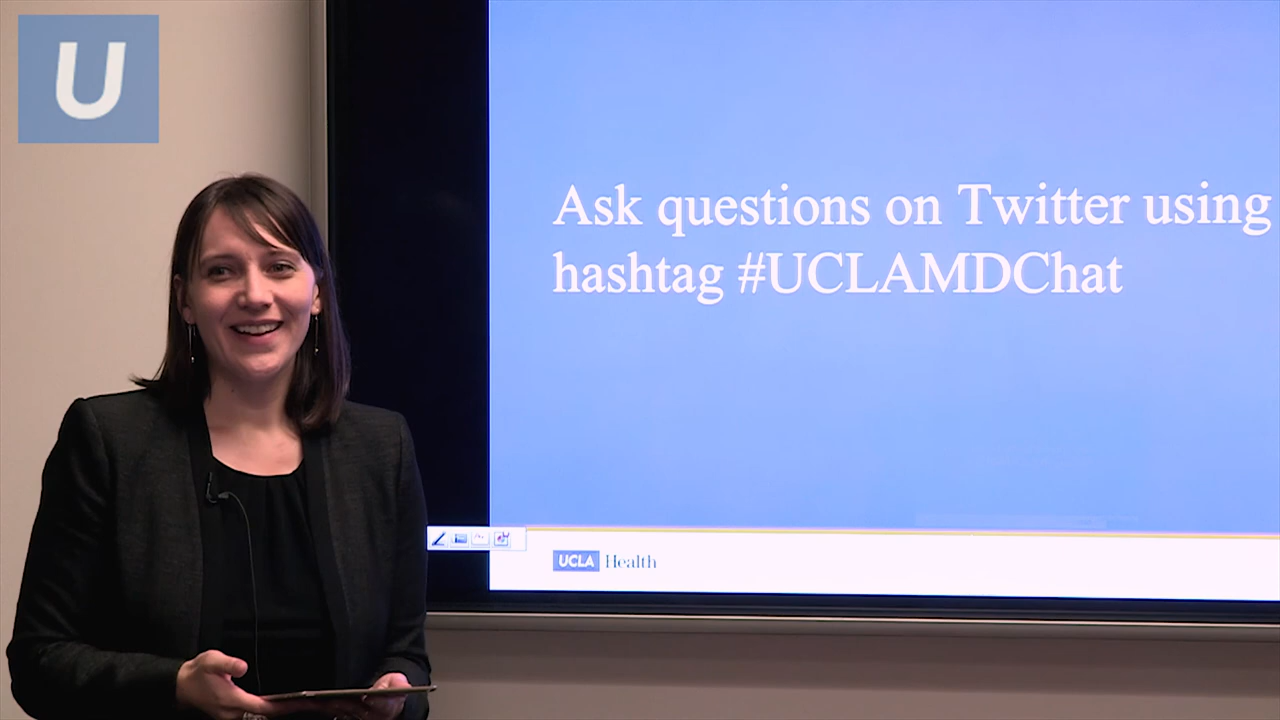 U
Ask questions on Twitter using
hashtag #UCLAMDChat
UCLA Health